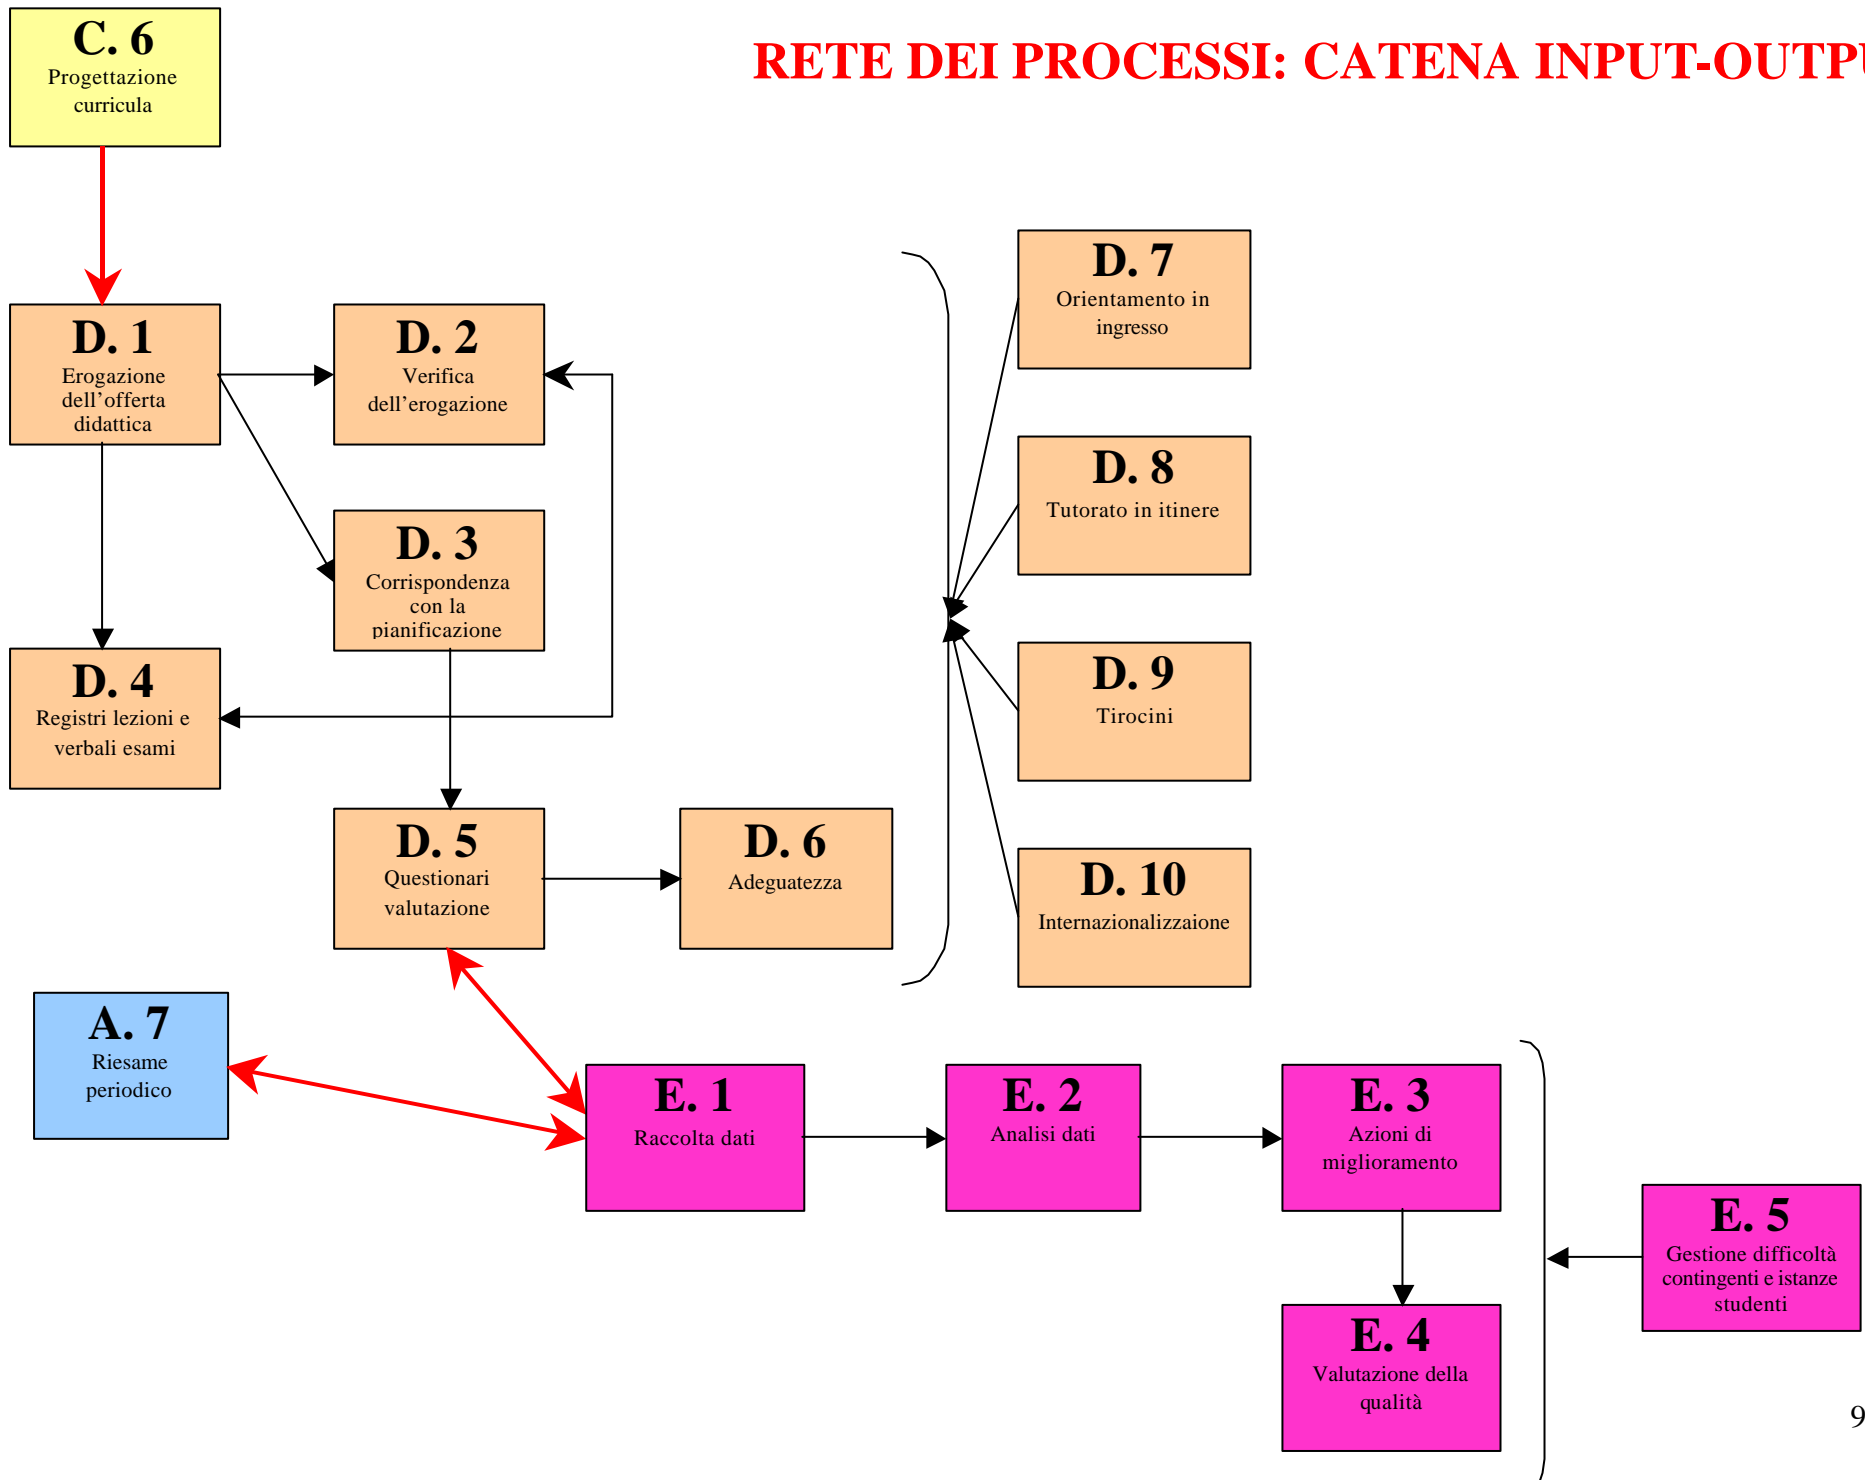 C. 6
Progettazione
curricula
RETE DEI PROCESSI: CATENA INPUT-OUTPU
D. 1
Erogazione
dell’offerta
didattica
D. 2
Verifica
dell’erogazione
D. 3
Corrispondenza
con la
pianificazione
D. 4
Registri lezioni e
verbali esami
D. 5
Questionari
valutazione
D. 6
Adeguatezza
D. 7
Orientamento in
ingresso
D. 8
Tutorato in itinere
D. 9
Tirocini
D. 10
Internazionalizzaione
A. 7
Riesame
periodico
E. 1
Raccolta dati
E. 2
Analisi dati
E. 3
Azioni di
miglioramento
E. 4
Valutazione della
qualità
E. 5
Gestione difficoltà
contingenti e istanze
studenti
9